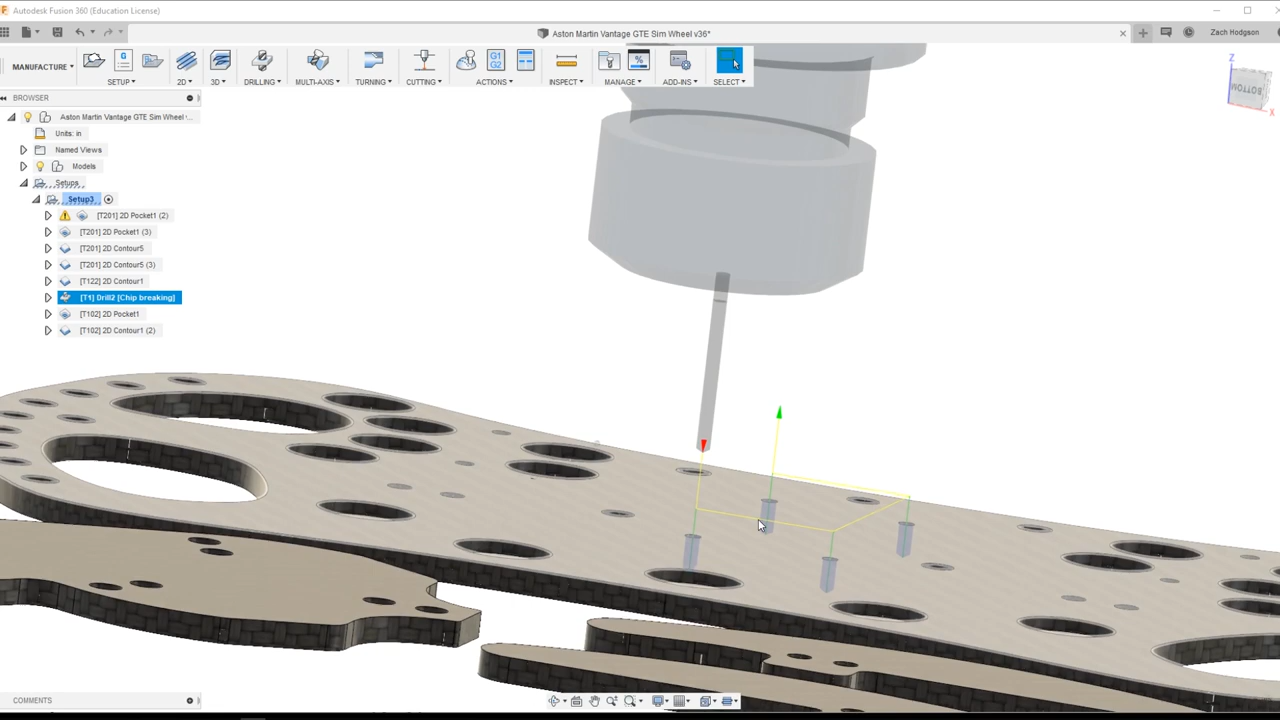 Autodesk Fusion 360 (Education License)
Aston Martin Vantage GTE Sim Wheel v36*
Zach Hodgson
MANUFACTURE
SETUP
2D
3D
DRILLING
MULTI-AXIS
TURNING
CUTTING
ACTIONS
INSPECT
MANAGE
ADD-INS
SELECT
G
G1
G2
%
BROWSER
Aston Martin Vantage GTE Sim Wheel v...
Units: in
Named Views
Models
Setups
Setup3
[T201] 2D Pocket1 (2)
[T201] 2D Pocket1 (3)
[T201] 2D Contour5
[T201] 2D Contour5 (3)
[T122] 2D Contour1
[T1] Drill2 [Chip breaking]
[T102] 2D Pocket1
[T102] 2D Contour1 (2)
Z
BOTTOM
X
COMMENTS